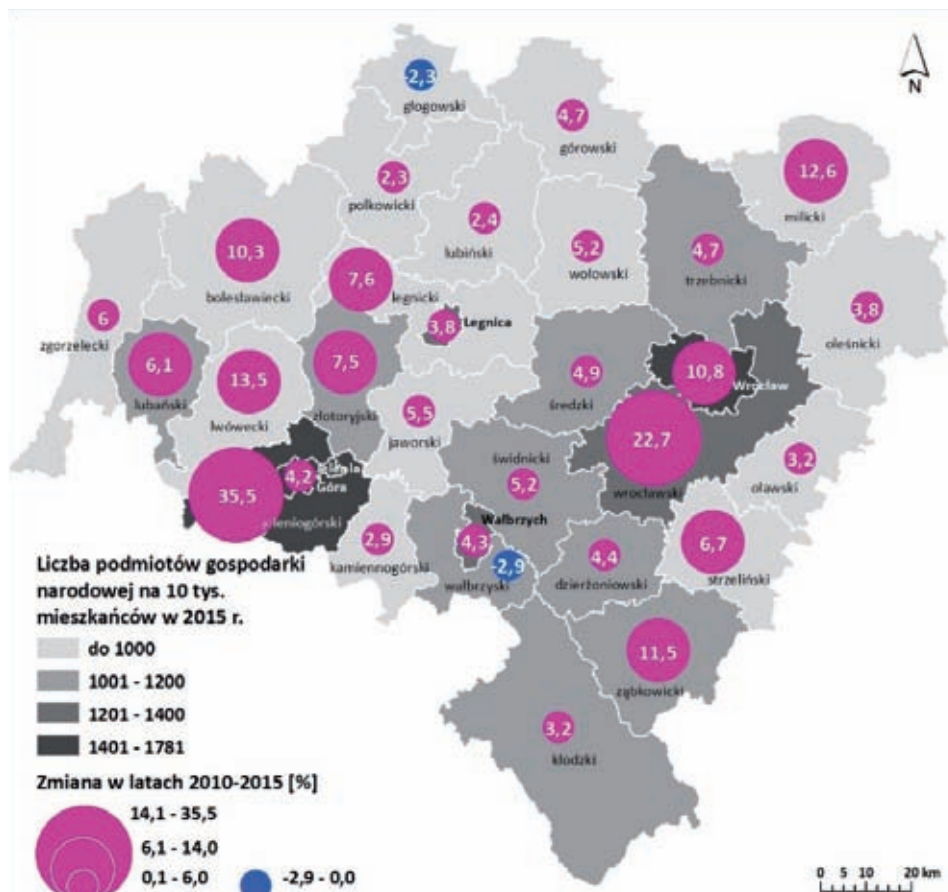 -2,3
głogowski
N
4,7
górowski
12,6
milicki
2,3
polkowicki
2,4
lubiński
5,2
wołowski
4,7
trzebnicki
10,3
bolesławiecki
7,6
legnicki
3,8
Legnica
3,8
oleśnicki
6
zgorzelecki
6,1
lubański
13,5
lwówecki
7,5
złotoryjski
5,5
jaworski
4,9
średzki
10,8
Wrocław
22,7
wrocławski
3,2
oławski
35,5
4,2
Góra
świdnicki
5,2
Wałbrzych
4,3
-2,9
wałbrzyski
2,9
kamiennogórski
4,4
dzierżoniowski
6,7
strzeliński
11,5
ząbkowicki
3,2
kłodzki
Liczba podmiotów gospodarki
narodowej na 10 tys.
mieszkańców w 2015 r.
do 1000
1001 - 1200
1201 - 1400
1401 - 1781
Zmiana w latach 2010-2015 [%]
14,1 - 35,5
6,1 - 14,0
0,1 - 6,0
-2,9 - 0,0
0 5 10 20 km